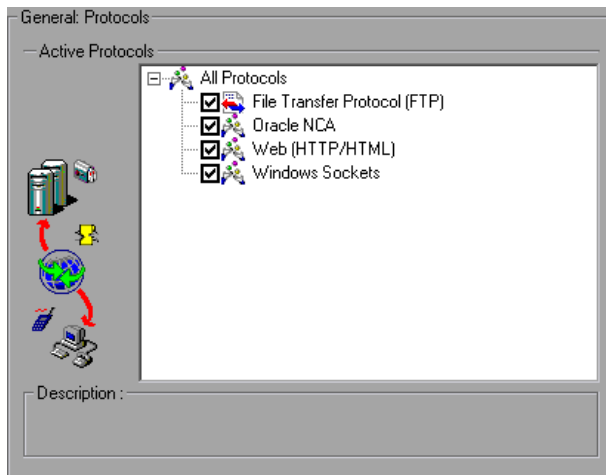 General: Protocols
Active Protocols
All Protocols
File Transfer Protocol (FTP)
Oracle NCA
Web (HTTP/HTML)
Windows Sockets
Description :